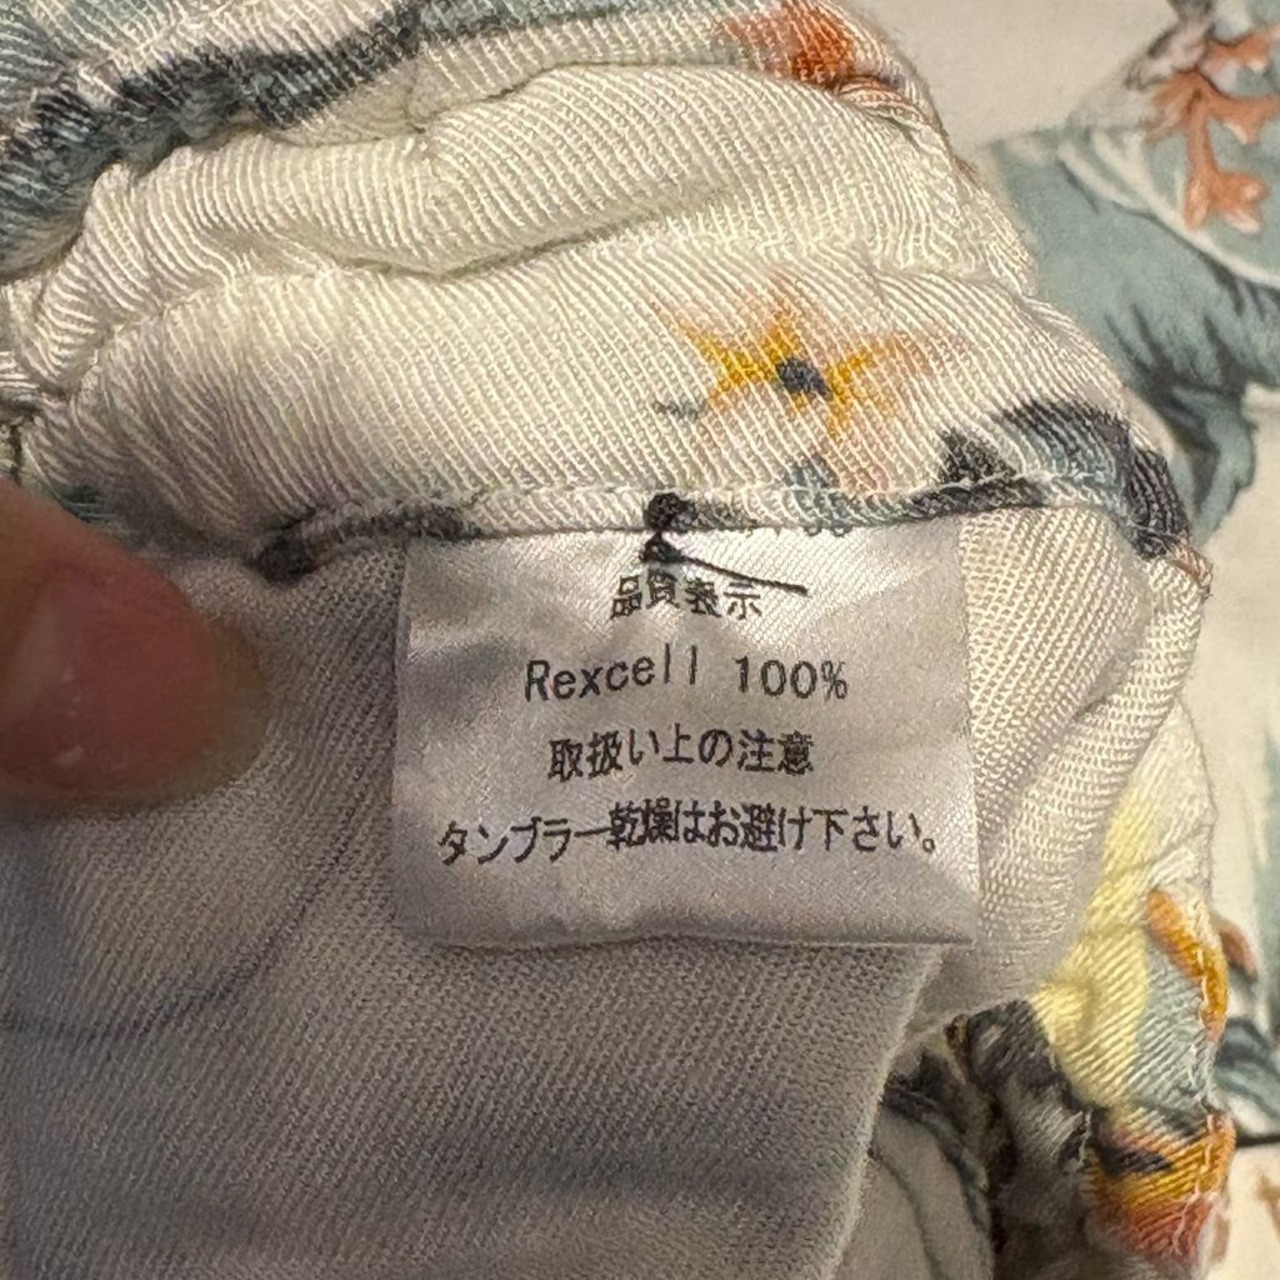 品質表示
Rexcell 100%
取扱い上の注意
タンブラー乾燥はお避け下さい。